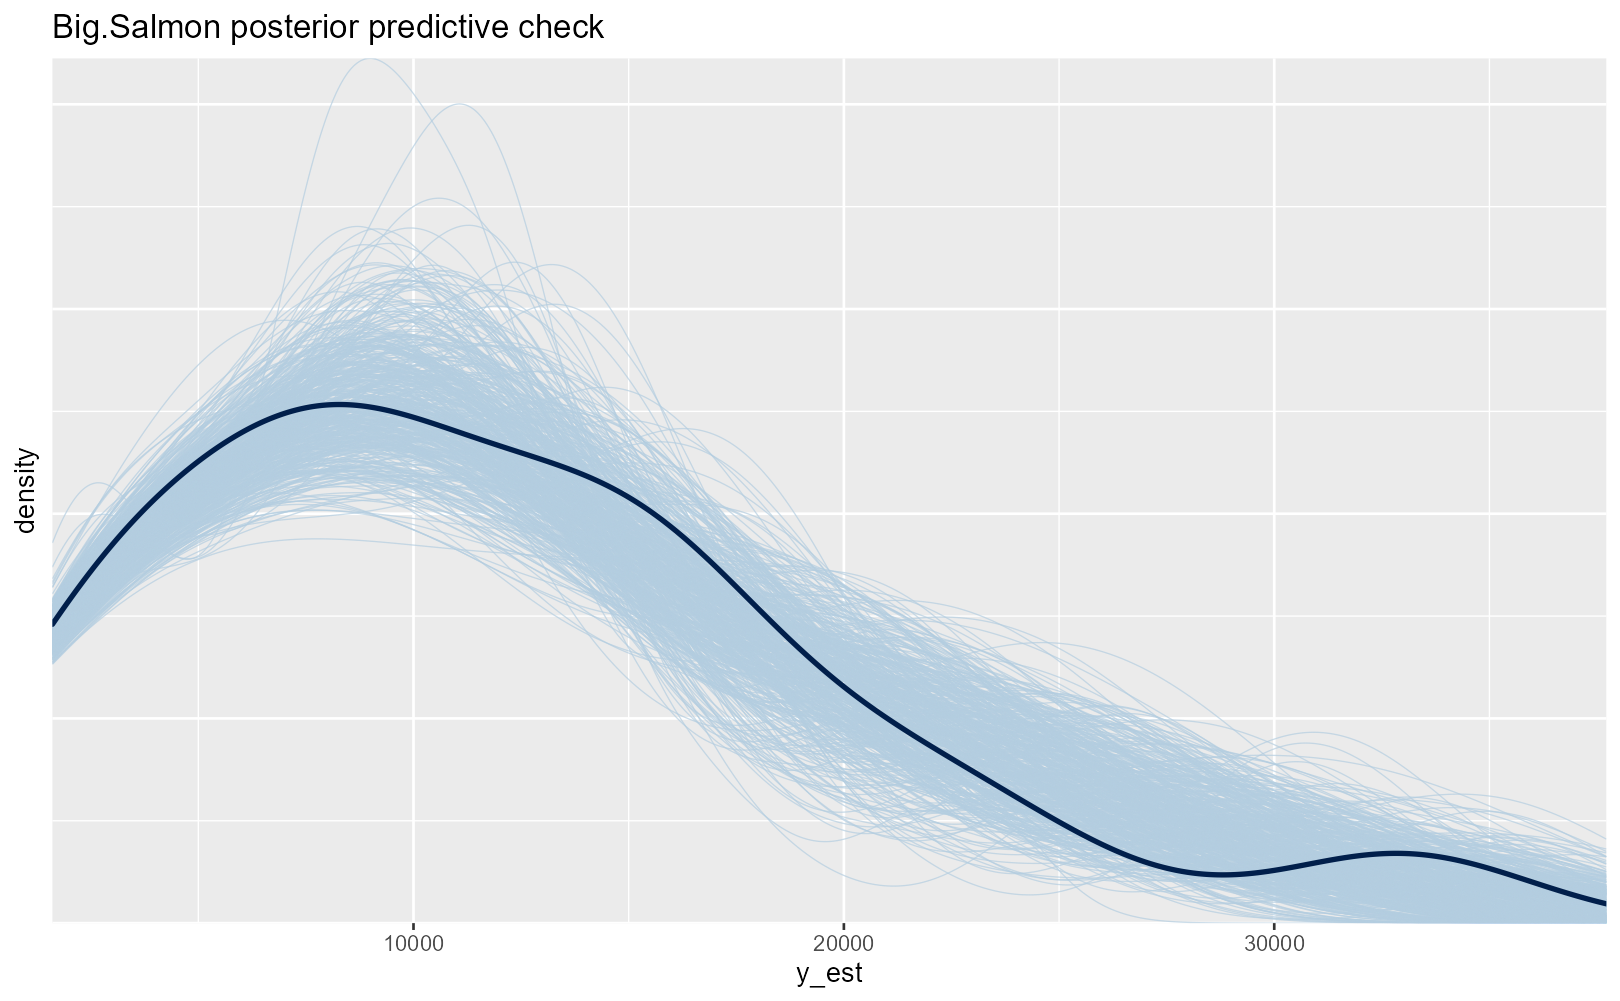 Big.Salmon posterior predictive check
density
10000
20000
30000
y_est